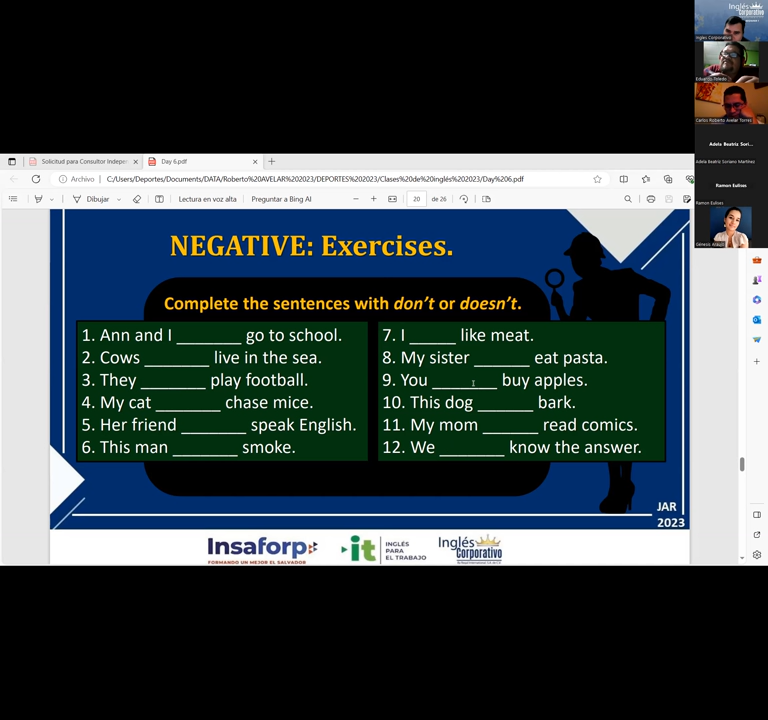 Solicitud para Consultor Indepen
Day 6.pdf
Archivo
C:/Users/Deportes/Documents/DATA/Roberto%20AVELAR%202023/DEPORTES%202023/Clases%20de%20inglés%2023/Day%206.pdf
Dibujar
Lectura en voz alta
Preguntar a Bing AI
20
de 26
NEGATIVE: Exercises.
Complete the sentences with don't or doesn't.
1. Ann and I _______ go to school.
2. Cows _______ live in the sea.
3. They _______ play football.
4. My cat _______ chase mice.
5. Her friend _______ speak English.
6. This man _______ smoke.
7. I _____ like meat.
8. My sister ______ eat pasta.
9. You _______ buy apples.
10. This dog ______ bark.
11. My mom ______ read comics.
12. We _______ know the answer.
JAR
2023
Insaforp
FORMANDO UN MEJOR EL SALVADOR
it
INGLÉS
PARA
EL TRABAJO
Inglés
Corporativo
Inglés
Corporativo
Inglés Corporativo
Eduardo Toledo
Carlos Roberto Avelar Torres
Adela Beatriz Sori...
Adela Beatriz Soriano Martínez
Ramon Eulises
Ramon Eulises
Génesis Araujo